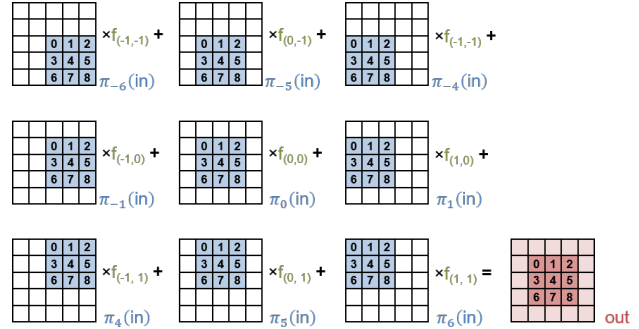 0 1 2 0 1 2 0 1 2
3 4 5 ×f(-1,-1) + 3 4 5 ×f(0,-1) + 3 4 5 ×f(-1,-1) +
6 7 8 6 7 8 6 7 8
π₋₆(in) π₋₅(in) π₋₄(in)
0 1 2 0 1 2 0 1 2
3 4 5 ×f(-1,0) + 3 4 5 ×f(0,0) + 3 4 5 ×f(1,0) +
6 7 8 6 7 8 6 7 8
π₋₁(in) π₀(in) π₁(in)
0 1 2 0 1 2 0 1 2
3 4 5 ×f(-1, 1) + 3 4 5 ×f(0, 1) + 3 4 5 ×f(1, 1) = 0 1 2
6 7 8 6 7 8 6 7 8 3 4 5
6 7 8
π₄(in) π₅(in) π₆(in) out